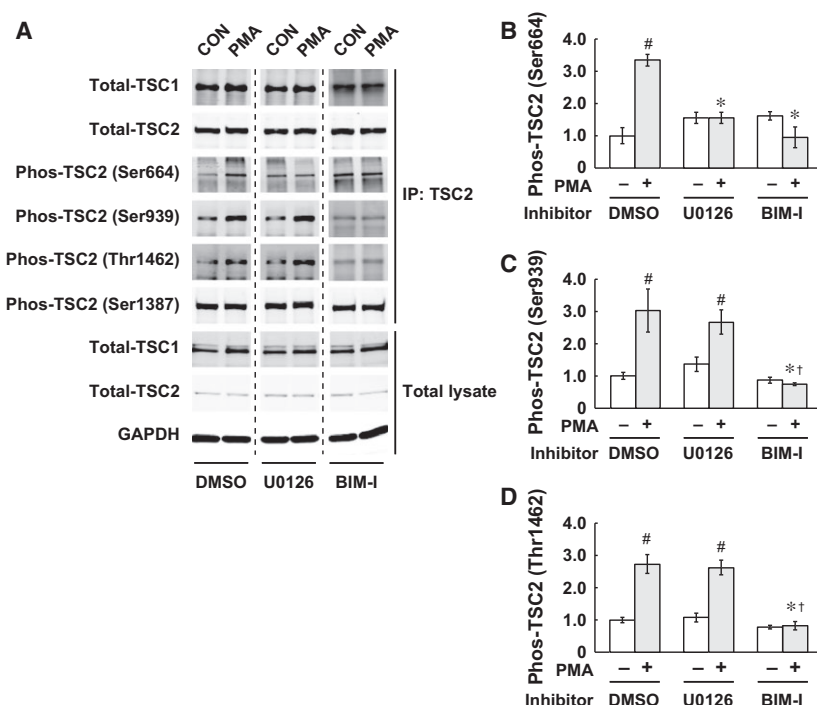 A
CON PMA CON PMA CON PMA
Total-TSC1
Total-TSC2
Phos-TSC2 (Ser664)
Phos-TSC2 (Ser939)
Phos-TSC2 (Thr1462)
Phos-TSC2 (Ser1387)
IP: TSC2
Total-TSC1
Total-TSC2
GAPDH
Total lysate
DMSO U0126 BIM-I
B
Phos-TSC2 (Ser664)
4.0
3.0
2.0
1.0
0.0
#
*
*
PMA − + − + − +
Inhibitor DMSO U0126 BIM-I
C
Phos-TSC2 (Ser939)
4.0
3.0
2.0
1.0
0.0
#
#
*†
PMA − + − + − +
Inhibitor DMSO U0126 BIM-I
D
Phos-TSC2 (Thr1462)
4.0
3.0
2.0
1.0
0.0
#
#
*†
PMA − + − + − +
Inhibitor DMSO U0126 BIM-I